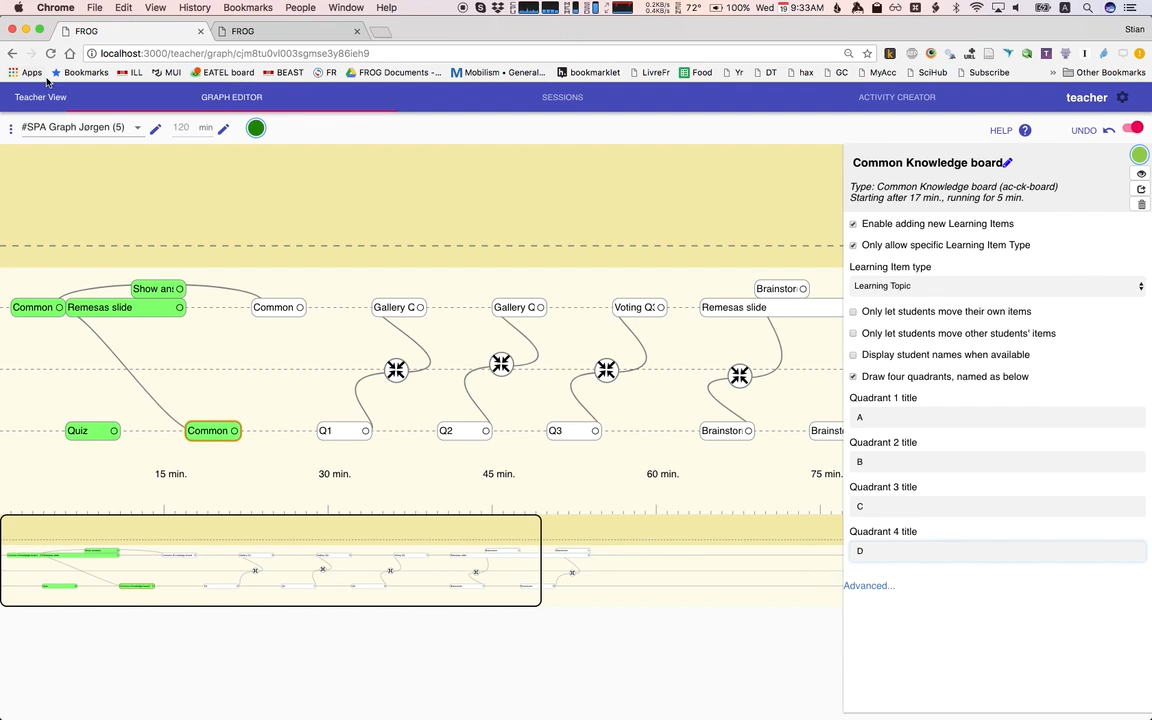 Chrome File Edit View History Bookmarks People Window Help
0.2KB/s
0.4KB/s
72° 100% Wed 19 9:33AM
FROG
FROG
Stian
localhost:3000/teacher/graph/cjm8tu0vl003sgmse3y86ieh9
Apps Bookmarks ILL MUI EATEL board BEAST FR FROG Documents -... Mobilism • General... bookmarklet LivreFr Food Yr DT hax GC MyAcc SciHub Subscribe » Other Bookmarks
Teacher View GRAPH EDITOR SESSIONS ACTIVITY CREATOR teacher
#SPA Graph Jørgen (5) 120 min HELP ? UNDO
Common Knowledge board
Type: Common Knowledge board (ac-ck-board)
Starting after 17 min., running for 5 min.
Enable adding new Learning Items
Only allow specific Learning Item Type
Learning Item type
Learning Topic
Only let students move their own items
Only let students move other students' items
Display student names when available
Draw four quadrants, named as below
Quadrant 1 title
A
Quadrant 2 title
B
Quadrant 3 title
C
Quadrant 4 title
D
Advanced...
Show an
Brainstor
Common Remesas slide Common Gallery Q Gallery Q Voting Q Remesas slide
Quiz Common Q1 Q2 Q3 Brainstor Brainst
15 min. 30 min. 45 min. 60 min. 75 min.